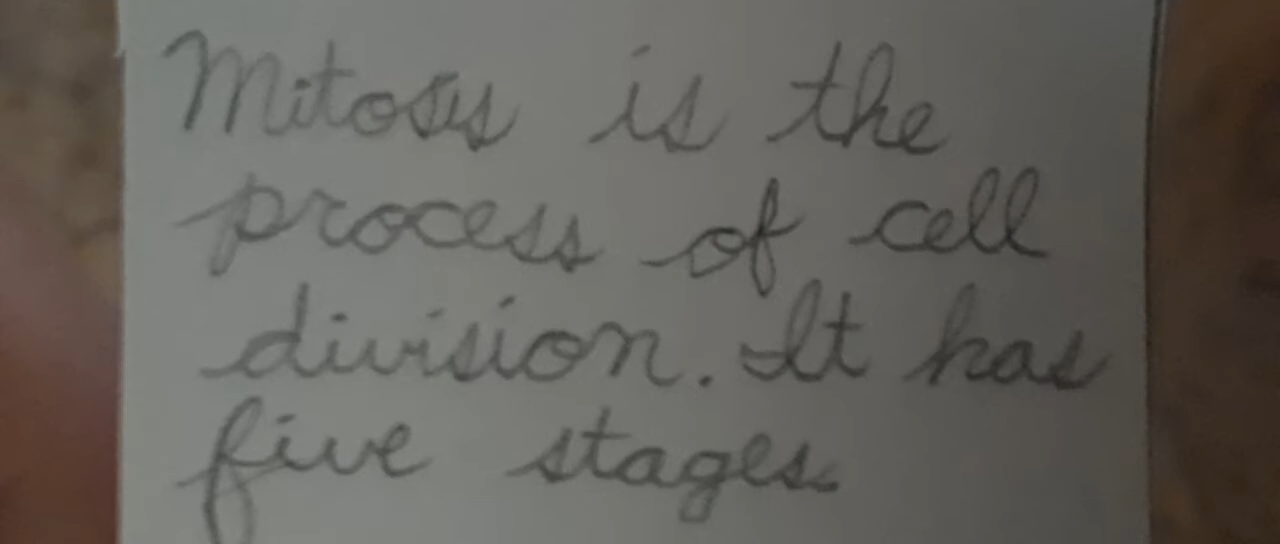 Mitosis is the
process of cell
division. It has
five stages.